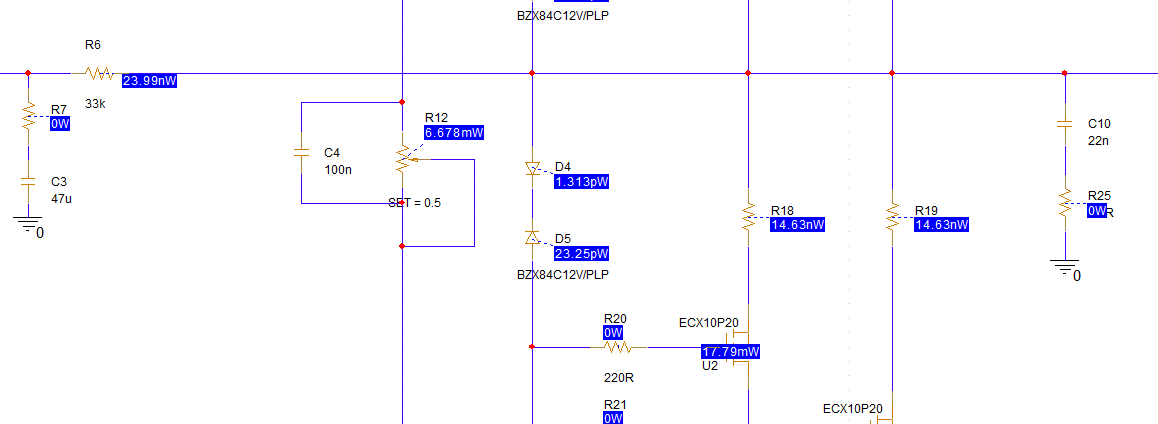 BZX84C12V/PLP
R6
23.99nW
33k
R7
0W
C3
47u
0
C4
100n
R12
6.678mW
SET = 0.5
D4
1.313pW
D5
23.25pW
BZX84C12V/PLP
R18
14.63nW
R19
14.63nW
C10
22n
R25
0W
R
0
R20
0W
220R
ECX10P20
17.79mW
U2
R21
0W
ECX10P20